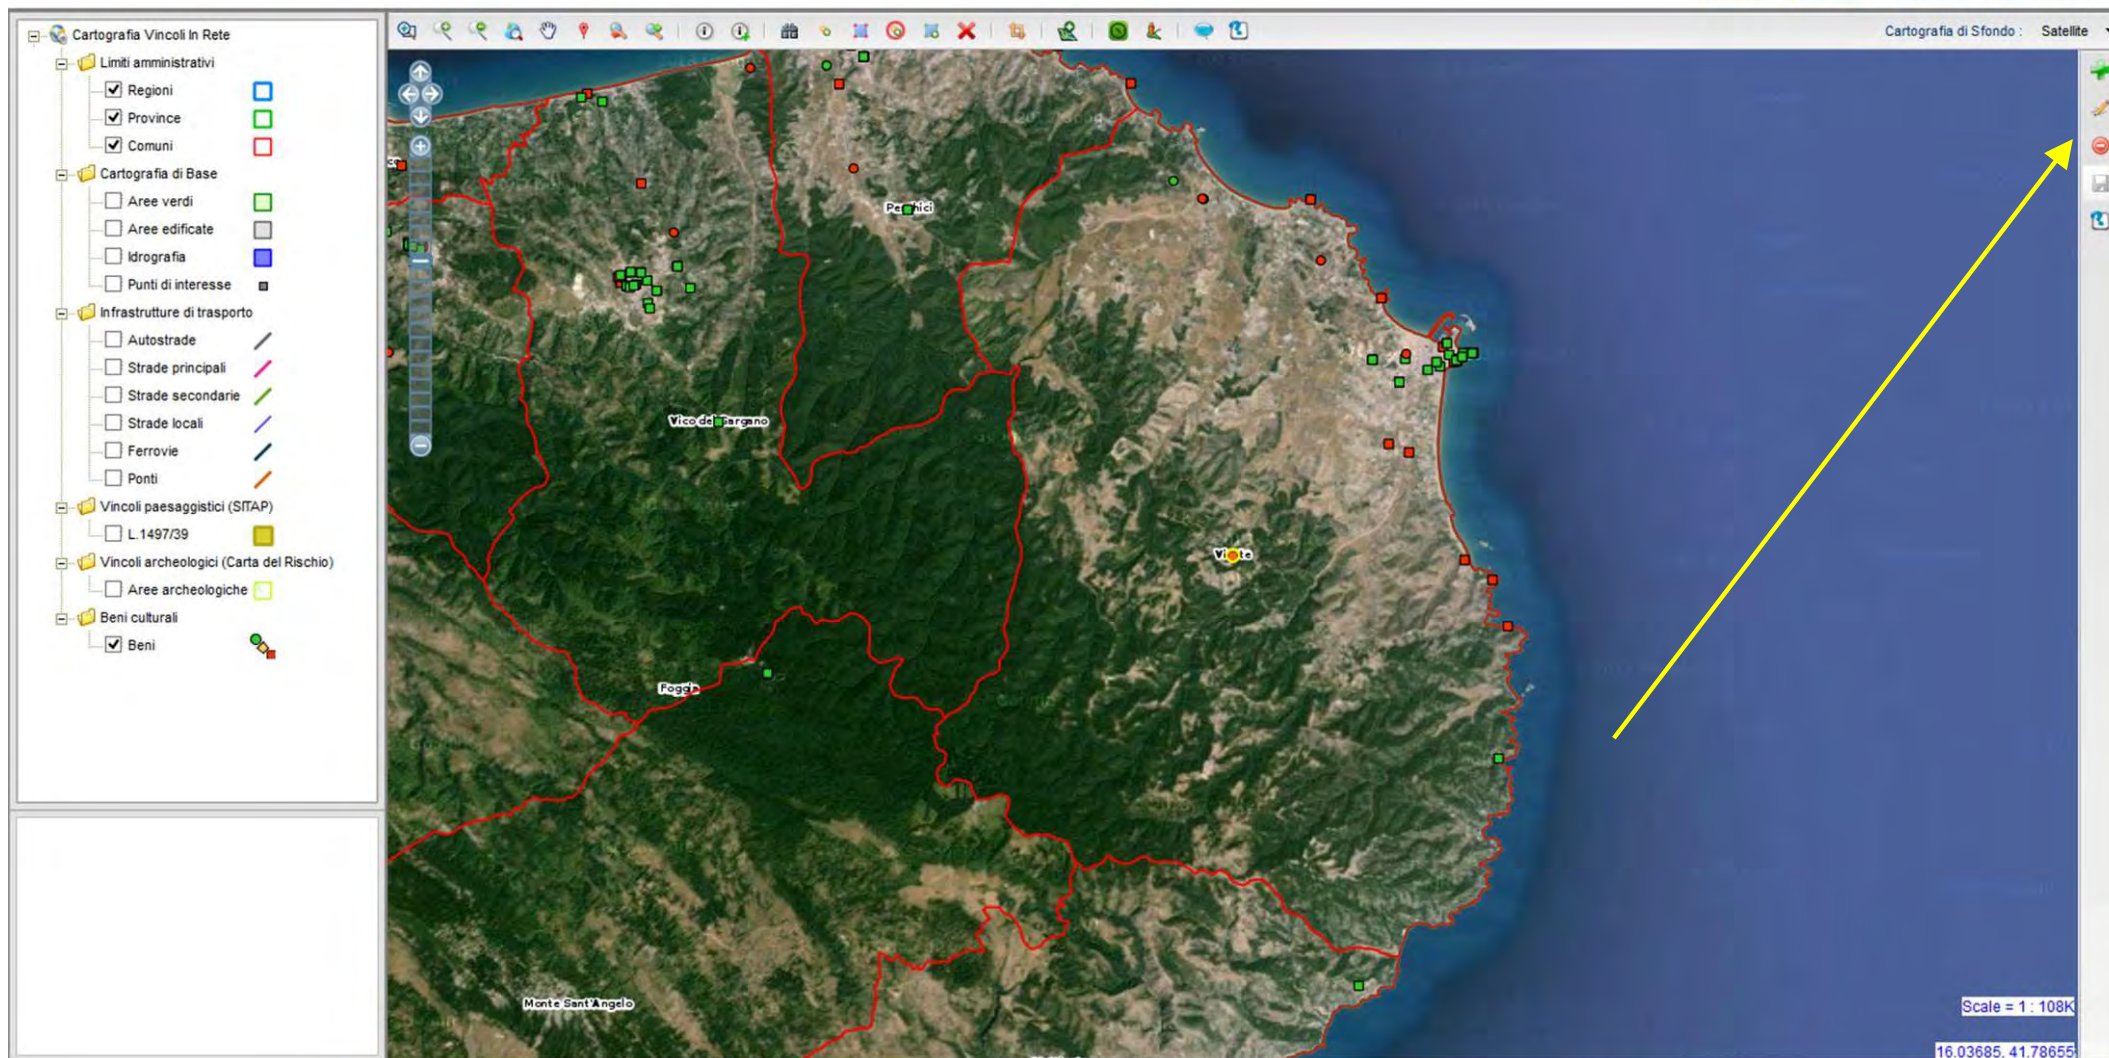 Cartografia di Sfondo : Satellite
Cartografia Vincoli In Rete
Limiti amministrativi
Regioni
Province
Comuni
Cartografia di Base
Aree verdi
Aree edificate
Idrografia
Punti di interesse
Infrastrutture di trasporto
Autostrade
Strade principali
Strade secondarie
Strade locali
Ferrovie
Ponti
Vincoli paesaggistici (SITAP)
L.1497/39
Vincoli archeologici (Carta del Rischio)
Aree archeologiche
Beni culturali
Beni
Vico del Gargano
Foggia
Monte Sant'Angelo
Scale = 1 : 108K
16.03685, 41.78655